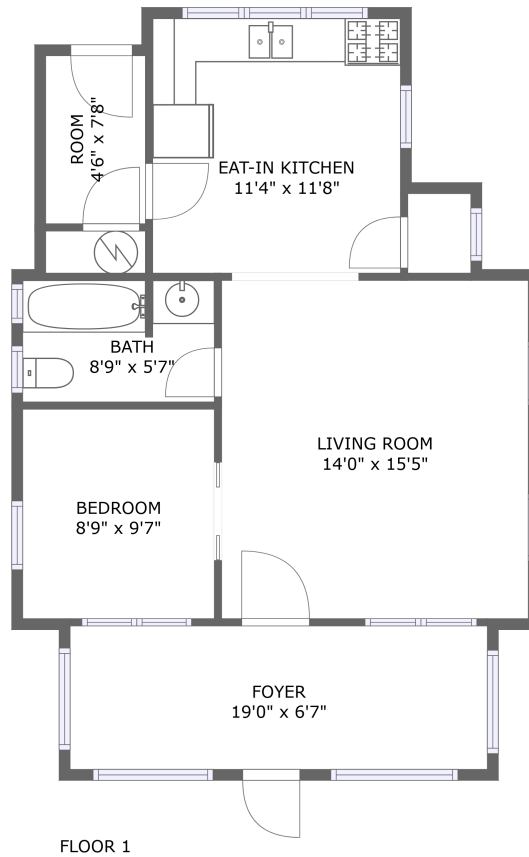 ROOM
4'6" x 7'8"
EAT-IN KITCHEN
11'4" x 11'8"
BATH
8'9" x 5'7"
LIVING ROOM
14'0" x 15'5"
BEDROOM
8'9" x 9'7"
FOYER
19'0" x 6'7"
FLOOR 1